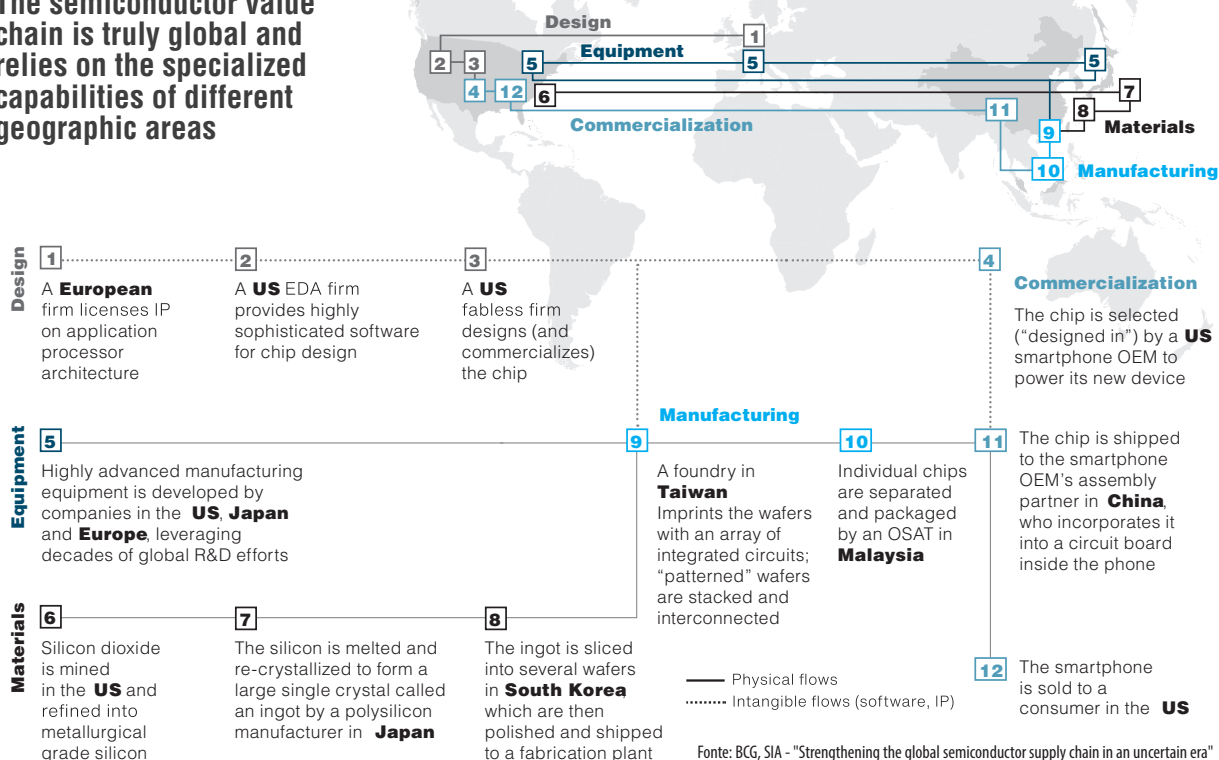 The semiconductor value
chain is truly global and
relies on the specialized
capabilities of different
geographic areas
Design
1
2
3
Equipment
5
5
5
4
12
6
7
Commercialization
11
8
9
Materials
10
Manufacturing
Design
1
A European
firm licenses IP
on application
processor
architecture
2
A US EDA firm
provides highly
sophisticated software
for chip design
3
A US
fabless firm
designs (and
commercializes)
the chip
4
Commercialization
The chip is selected
(“designed in”) by a US
smartphone OEM to
power its new device
Equipment
5
Highly advanced manufacturing
equipment is developed by
companies in the US, Japan
and Europe, leveraging
decades of global R&D efforts
Manufacturing
9
A foundry in
Taiwan
Imprints the wafers
with an array of
integrated circuits;
“patterned” wafers
are stacked and
interconnected
10
Individual chips
are separated
and packaged
by an OSAT in
Malaysia
11
The chip is shipped
to the smartphone
OEM’s assembly
partner in China,
who incorporates it
into a circuit board
inside the phone
Materials
6
Silicon dioxide
is mined
in the US and
refined into
metallurgical
grade silicon
7
The silicon is melted and
re-crystallized to form a
large single crystal called
an ingot by a polysilicon
manufacturer in Japan
8
The ingot is sliced
into several wafers
in South Korea,
which are then
polished and shipped
to a fabrication plant
12
The smartphone
is sold to a
consumer in the US
Physical flows
Intangible flows (software, IP)
Fonte: BCG, SIA - "Strengthening the global semiconductor supply chain in an uncertain era"